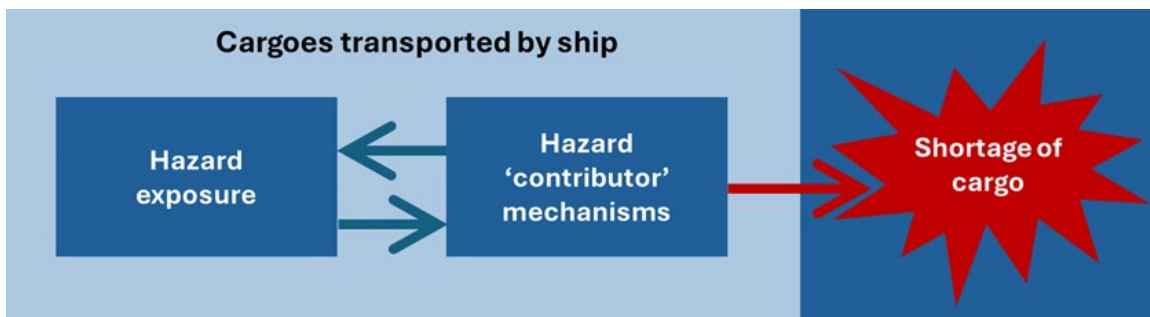 Cargoes transported by ship
Hazard
exposure
Hazard
‘contributor’
mechanisms
Shortage of
cargo